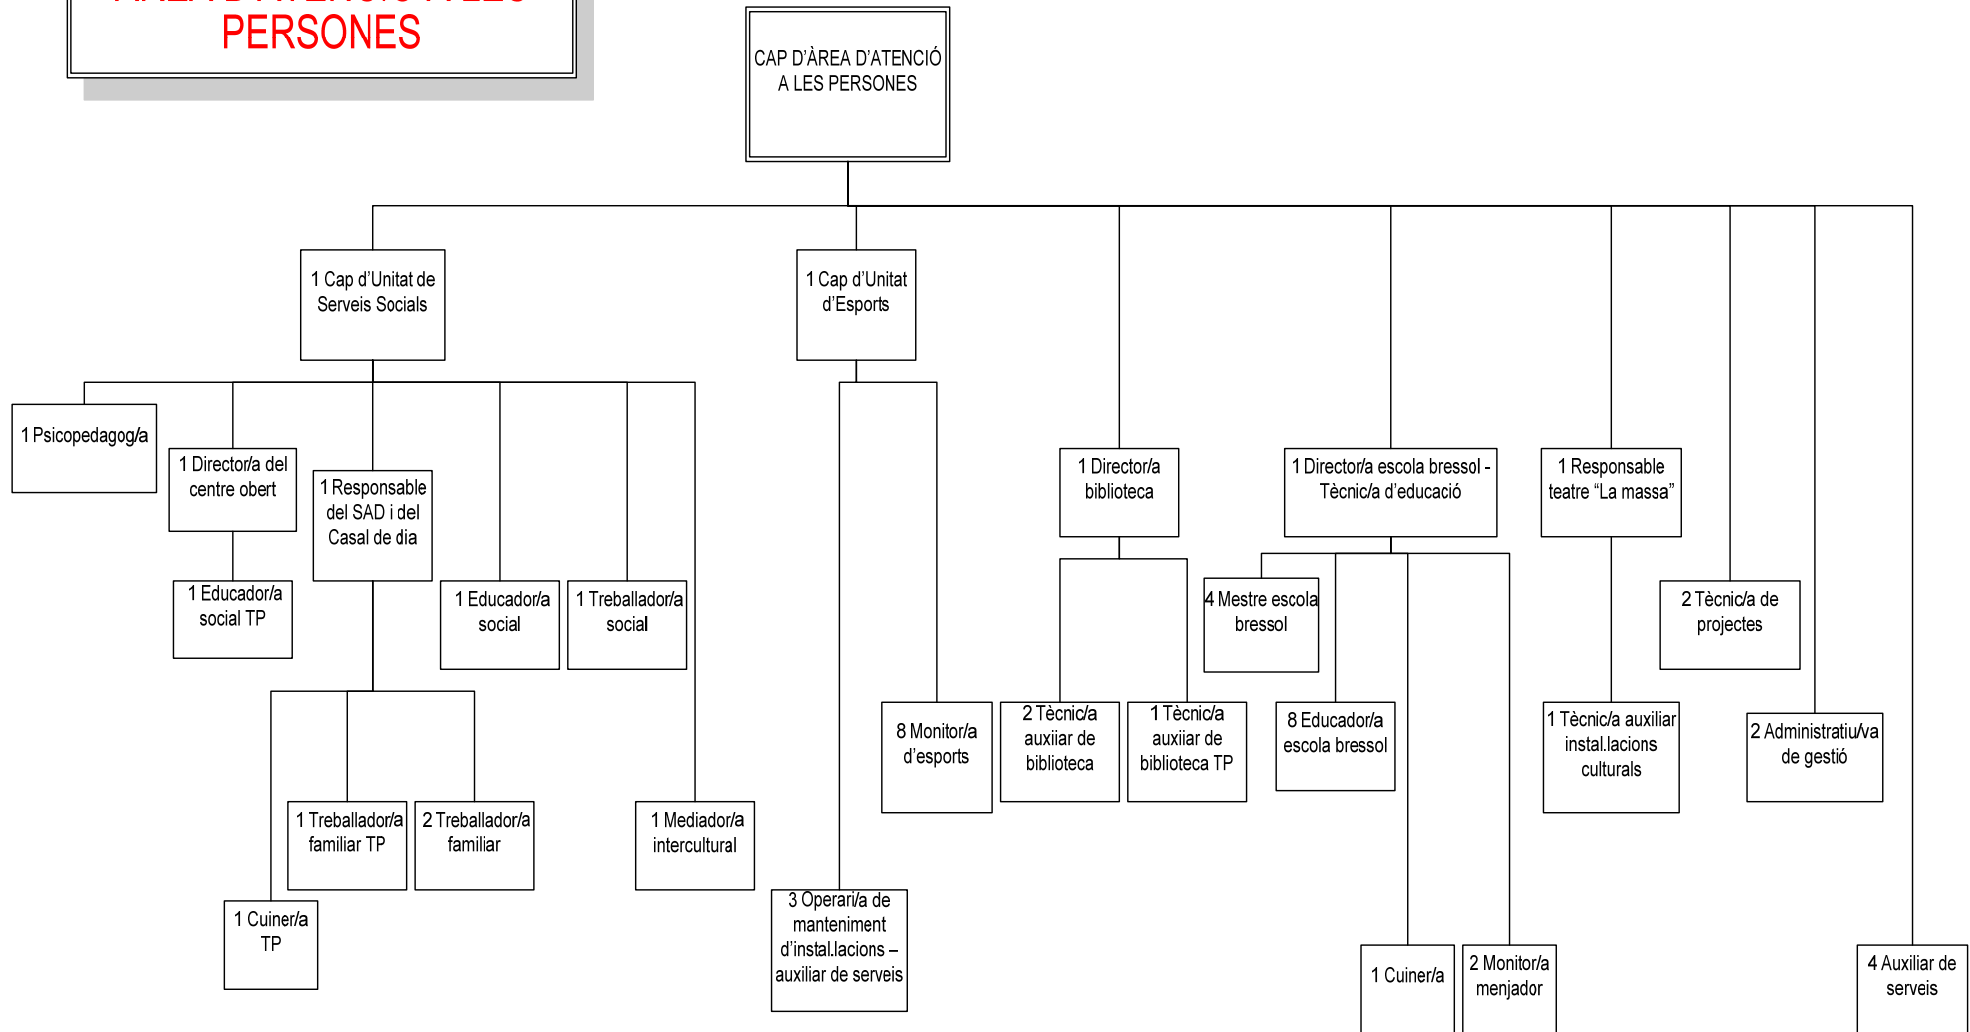 PERSONES
CAP D'ÀREA D'ATENCIÓ
A LES PERSONES
1 Cap d'Unitat de
Serveis Socials
1 Cap d'Unitat
d'Esports
1 Psicopedagog/a
1 Director/a del
centre obert
1 Responsable
del SAD i del
Casal de dia
1 Director/a
biblioteca
1 Director/a escola bressol -
Tècnic/a d'educació
1 Responsable
teatre "La massa"
1 Educador/a
social TP
1 Educador/a
social
1 Treballador/a
social
4 Mestre escola
bressol
2 Tècnic/a de
projectes
8 Monitor/a
d'esports
2 Tècnic/a
auxiiar de
biblioteca
1 Tècnic/a
auxiiar de
biblioteca TP
8 Educador/a
escola bressol
1 Tècnic/a auxiliar
instal.lacions
culturals
2 Administratiu/va
de gestió
1 Treballador/a
familiar TP
2 Treballador/a
familiar
1 Mediador/a
intercultural
1 Cuiner/a
TP
3 Operari/a de
manteniment
d'instal.lacions –
auxiliar de serveis
1 Cuiner/a
2 Monitor/a
menjador
4 Auxiliar de
serveis